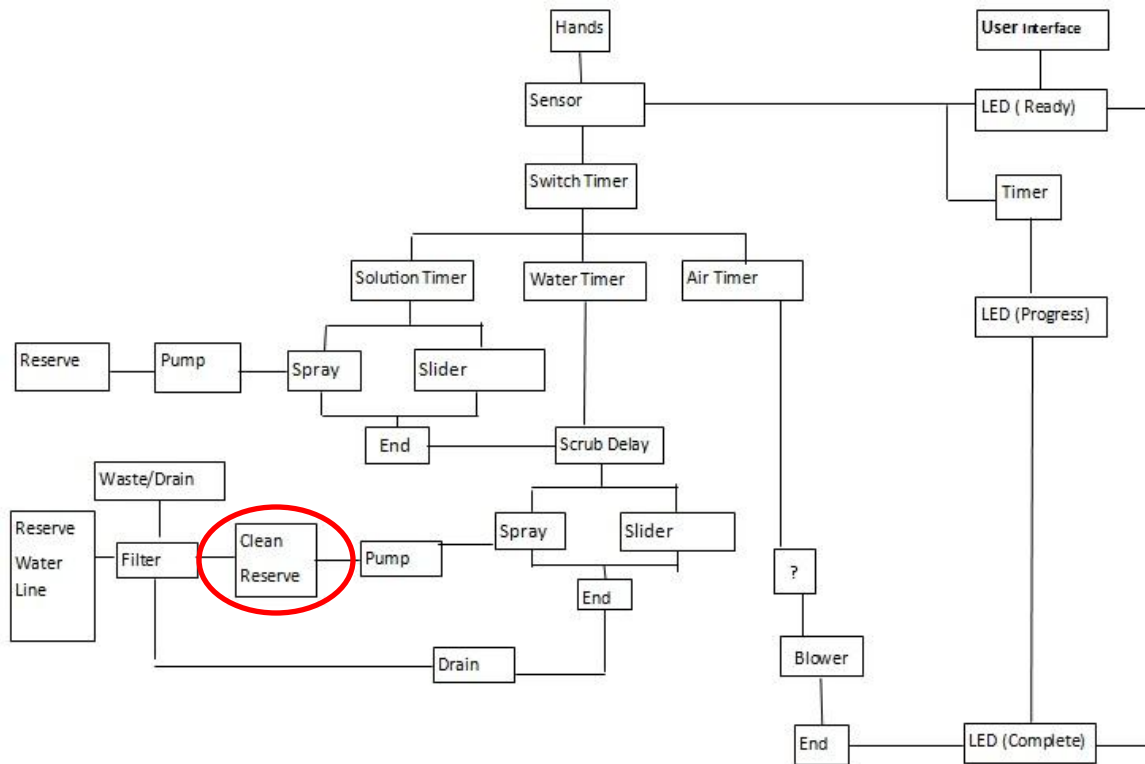 Hands
User Interface
Sensor
LED ( Ready)
Switch Timer
Timer
Solution Timer
Water Timer
Air Timer
LED (Progress)
Reserve
Pump
Spray
Slider
End
Scrub Delay
Waste/Drain
Reserve
Water
Line
Filter
Clean
Reserve
Pump
Spray
Slider
?
End
Drain
Blower
End
LED (Complete)